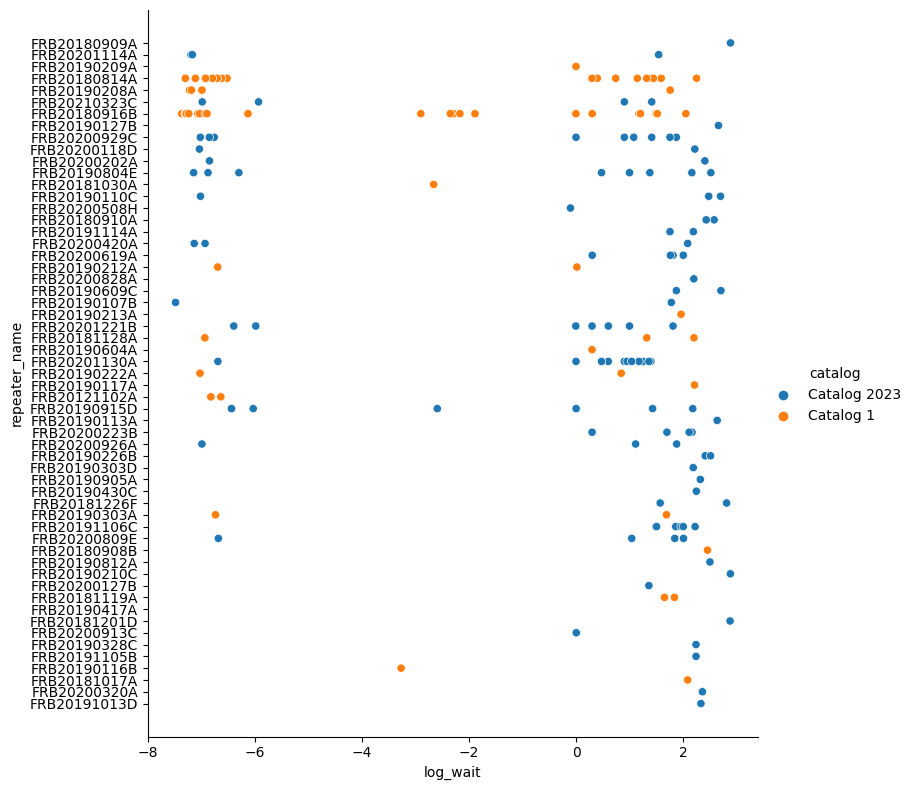 repeater_name
FRB20180909A
FRB20201114A
FRB20190209A
FRB20180814A
FRB20190208A
FRB20210323C
FRB20180916B
FRB20190127B
FRB20200929C
FRB20200118D
FRB20200202A
FRB20190804E
FRB20181030A
FRB20190110C
FRB20200508H
FRB20180910A
FRB20191114A
FRB20200420A
FRB20200619A
FRB20190212A
FRB20200828A
FRB20190609C
FRB20190107B
FRB20190213A
FRB20201221B
FRB20181128A
FRB20190604A
FRB20201130A
FRB20190222A
FRB20190117A
FRB20121102A
FRB20190915D
FRB20190113A
FRB20200223B
FRB20200926A
FRB20190226B
FRB20190303D
FRB20190905A
FRB20190430C
FRB20181226F
FRB20190303A
FRB20191106C
FRB20200809E
FRB20180908B
FRB20190812A
FRB20190210C
FRB20200127B
FRB20181119A
FRB20190417A
FRB20181201D
FRB20200913C
FRB20190328C
FRB20191105B
FRB20190116B
FRB20181017A
FRB20200320A
FRB20191013D
−8 −6 −4 −2 0 2
log_wait
catalog
Catalog 2023
Catalog 1